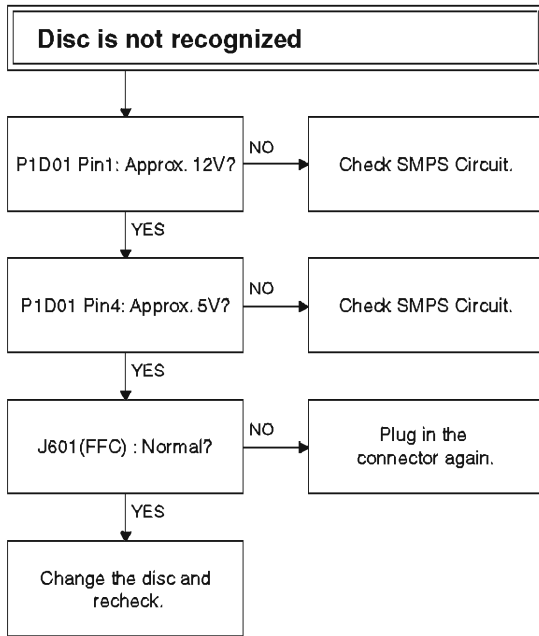 Disc is not recognized
P1D01 Pin1: Approx. 12V?
NO
Check SMPS Circuit.
YES
P1D01 Pin4: Approx. 5V?
NO
Check SMPS Circuit.
YES
J601(FFC) : Normal?
NO
Plug in the
connector again.
YES
Change the disc and
recheck.